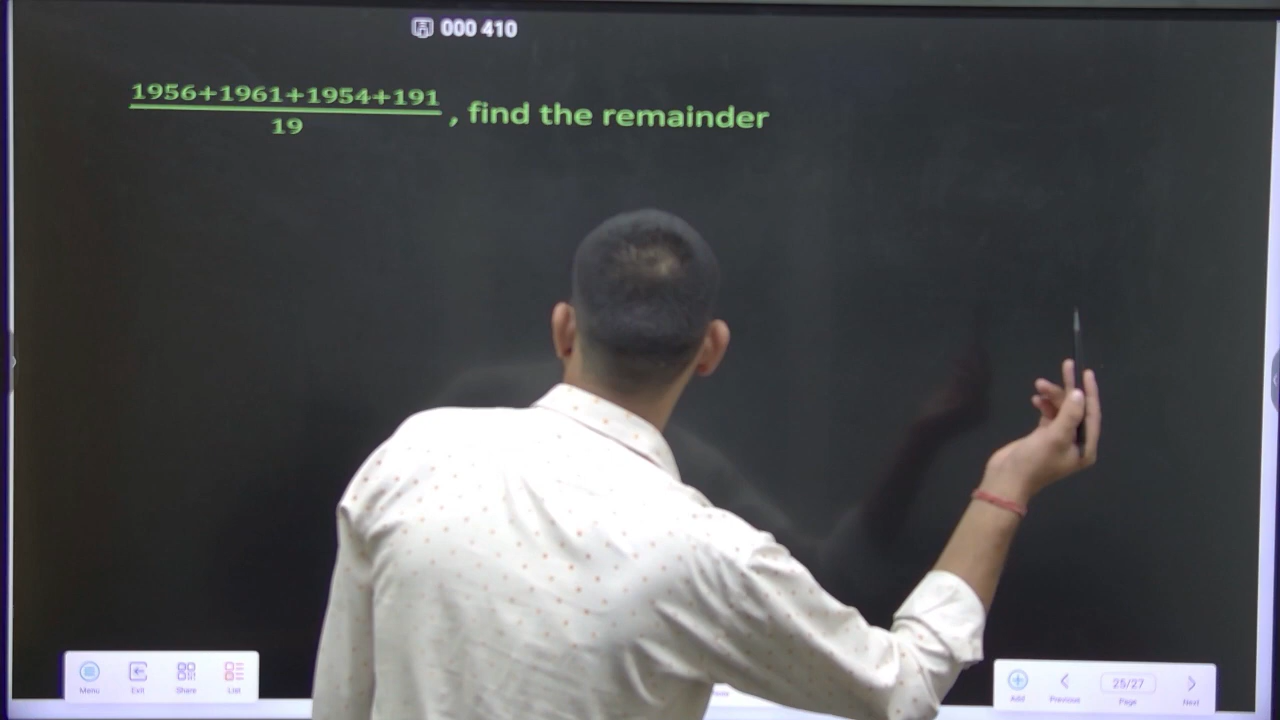 000 410
1956+1961+1954+191
19
, find the remainder
Menu
Exit
Share
List
Add
Previous
25/27
Page
Next